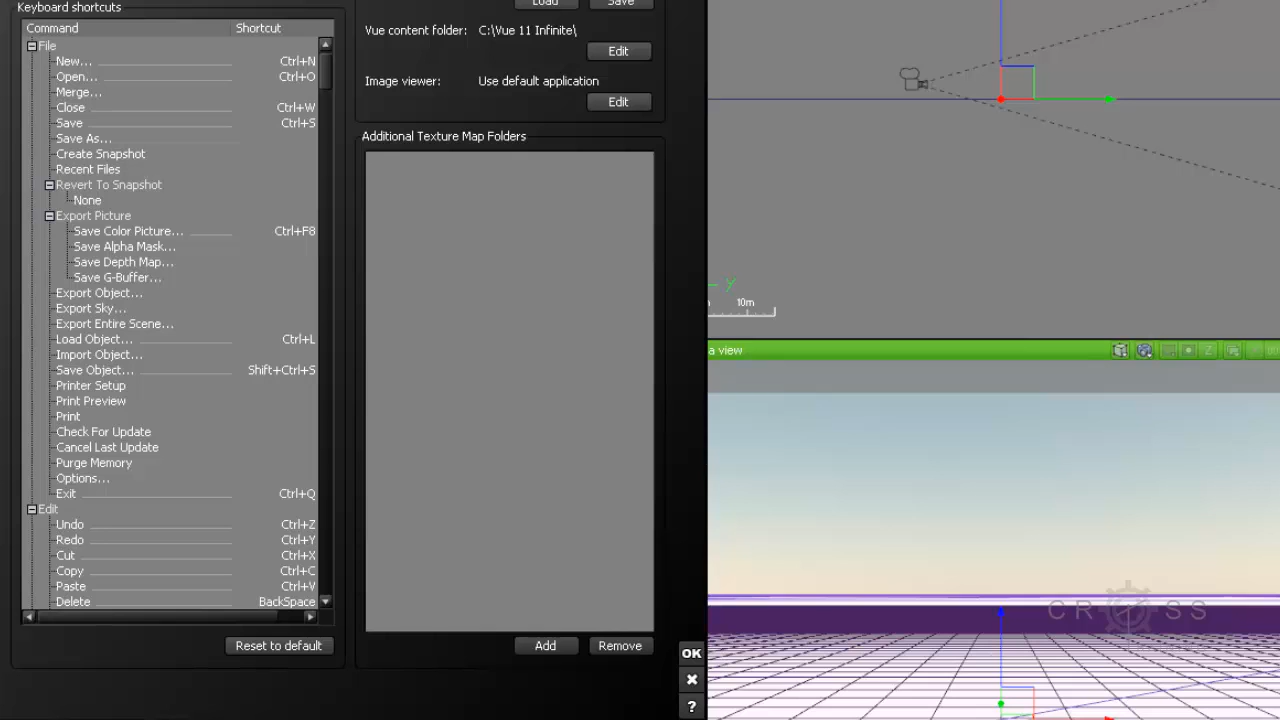 Keyboard shortcuts
Command Shortcut
File
New... Ctrl+N
Open... Ctrl+O
Merge...
Close Ctrl+W
Save Ctrl+S
Save As...
Create Snapshot
Recent Files
Revert To Snapshot
None
Export Picture
Save Color Picture... Ctrl+F8
Save Alpha Mask...
Save Depth Map...
Save G-Buffer...
Export Object...
Export Sky...
Export Entire Scene...
Load Object... Ctrl+L
Import Object...
Save Object... Shift+Ctrl+S
Printer Setup
Print Preview
Print
Check For Update
Cancel Last Update
Purge Memory
Options...
Exit Ctrl+Q
Edit
Undo Ctrl+Z
Redo Ctrl+Y
Cut Ctrl+X
Copy Ctrl+C
Paste Ctrl+V
Delete BackSpace
Reset to default
Load Save
Vue content folder: C:\Vue 11 Infinite\
Edit
Image viewer: Use default application
Edit
Additional Texture Map Folders
Add Remove
OK
?
y
10m
a view
Z
CROSS